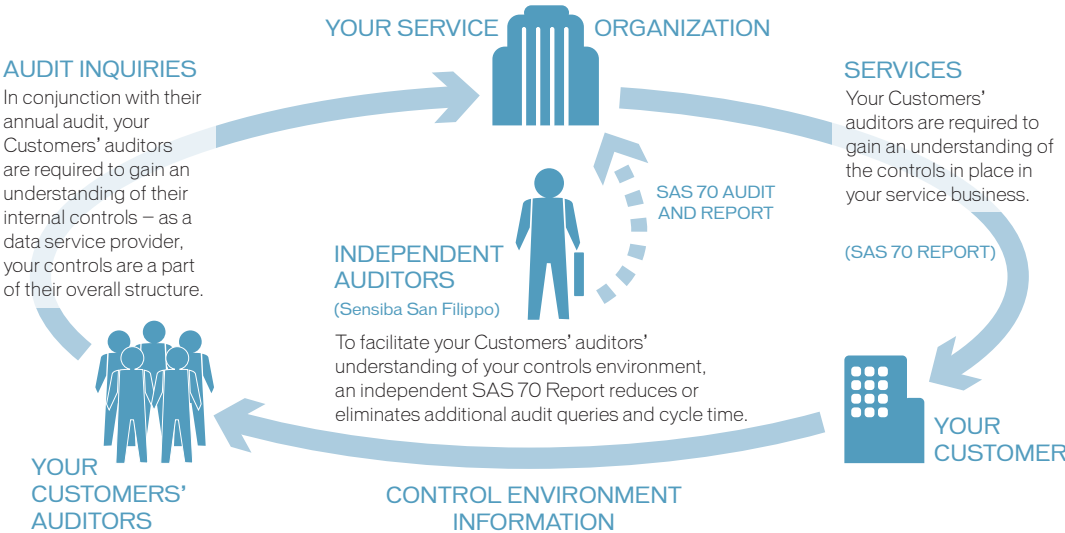 YOUR SERVICE ORGANIZATION
AUDIT INQUIRIES
In conjunction with their
annual audit, your
Customers' auditors
are required to gain an
understanding of their
internal controls – as a
data service provider,
your controls are a part
of their overall structure.
SERVICES
Your Customers'
auditors are required to
gain an understanding of
the controls in place in
your service business.
(SAS 70 REPORT)
SAS 70 AUDIT
AND REPORT
INDEPENDENT
AUDITORS
(Sensiba San Filippo)
To facilitate your Customers' auditors'
understanding of your controls environment,
an independent SAS 70 Report reduces or
eliminates additional audit queries and cycle time.
YOUR
CUSTOMER
YOUR
CUSTOMERS'
AUDITORS
CONTROL ENVIRONMENT
INFORMATION